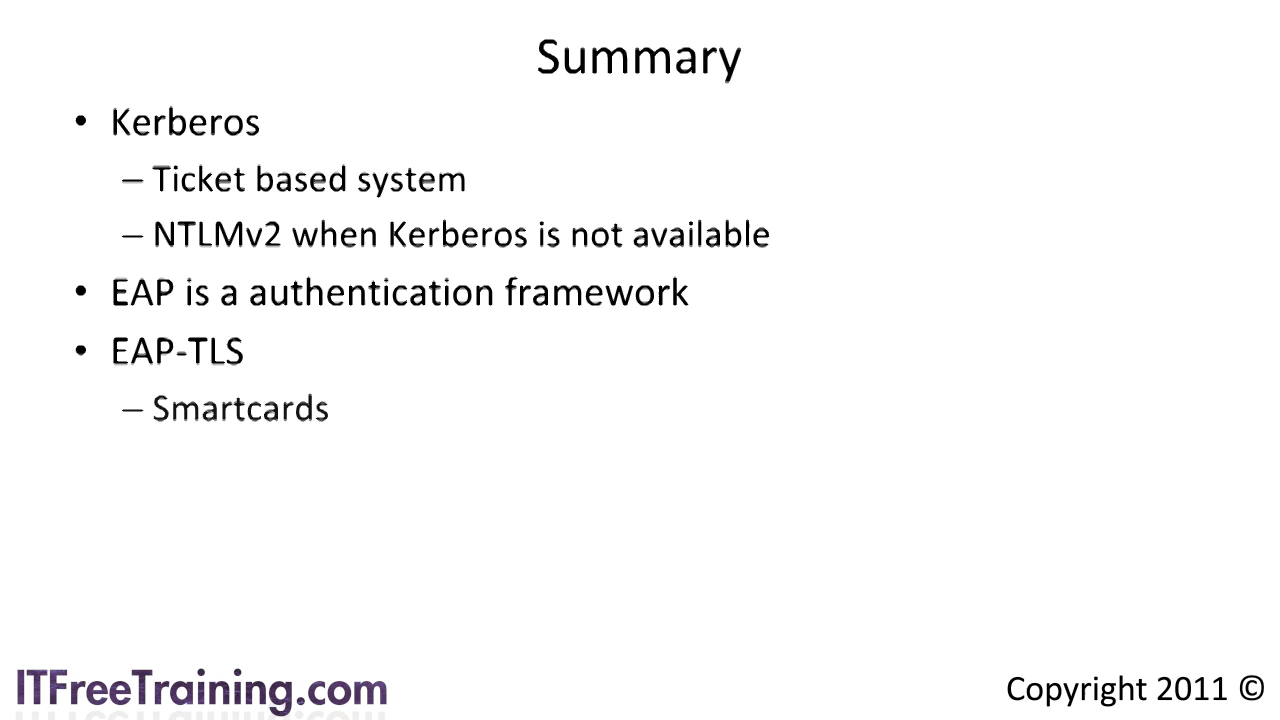 Summary
• Kerberos
– Ticket based system
– NTLMv2 when Kerberos is not available
• EAP is a authentication framework
• EAP-TLS
– Smartcards
ITFreeTraining.com
Copyright 2011 ©